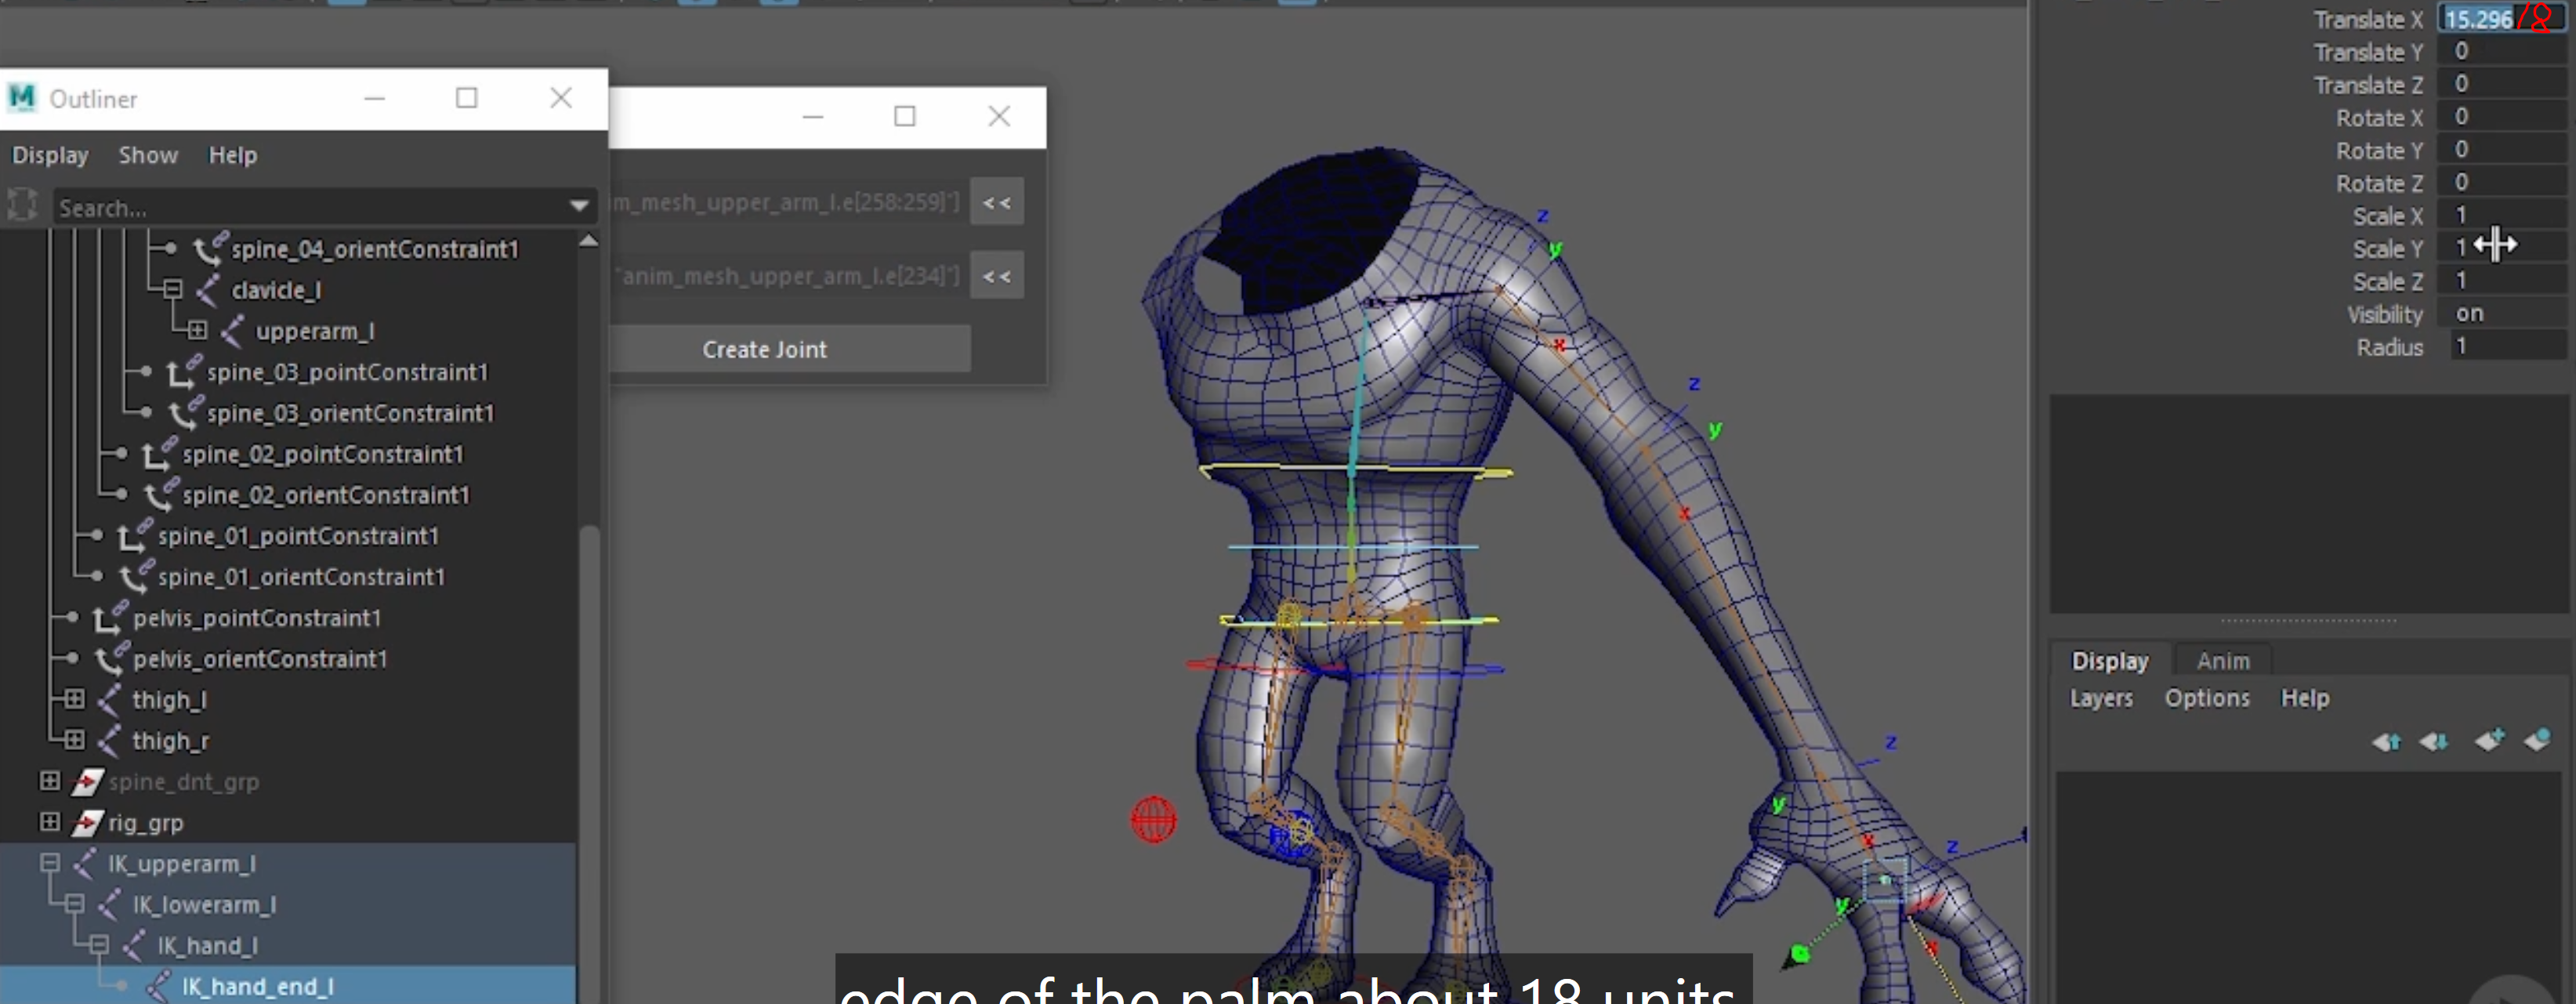 Outliner
Display Show Help
Search...
spine_04_orientConstraint1
clavicle_l
upperarm_l
spine_03_pointConstraint1
spine_03_orientConstraint1
spine_02_pointConstraint1
spine_02_orientConstraint1
spine_01_pointConstraint1
spine_01_orientConstraint1
pelvis_pointConstraint1
pelvis_orientConstraint1
thigh_l
thigh_r
spine_dnt_grp
rig_grp
IK_upperarm_l
IK_lowerarm_l
IK_hand_l
IK_hand_end_l
im_mesh_upper_arm_l.e[258:259]"] <<
"anim_mesh_upper_arm_l.e[234]"] <<
Create Joint
z
y
x
z
y
x
z
y
x
z
y
x
edge of the palm about 18 units
Translate X 15.296 /8
Translate Y 0
Translate Z 0
Rotate X 0
Rotate Y 0
Rotate Z 0
Scale X 1
Scale Y 1
Scale Z 1
Visibility on
Radius 1
Display Anim
Layers Options Help